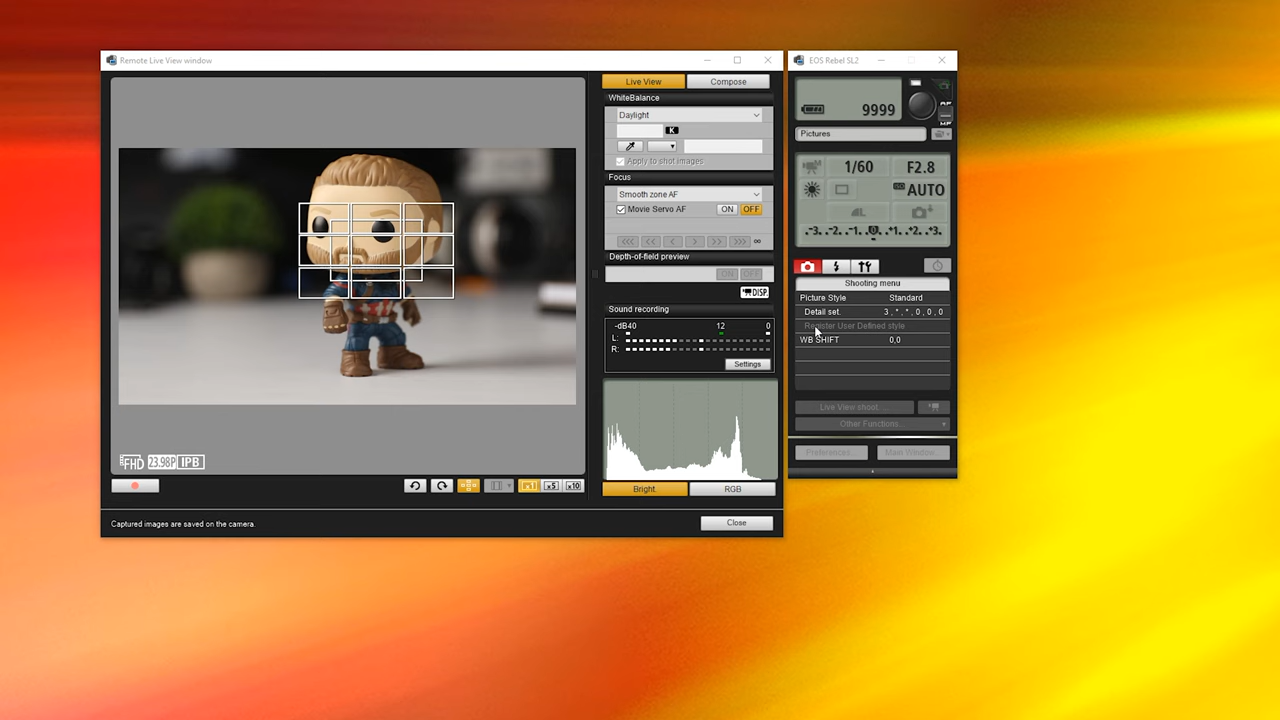 Remote Live View window
Live View
Compose
WhiteBalance
Daylight
K
Apply to shot images
Focus
Smooth zone AF
Movie Servo AF
ON
OFF
∞
Depth-of-field preview
ON
OFF
DISP.
Sound recording
-dB40
12
0
L:
R:
Settings
Bright
RGB
FHD 23.98P IPB
x1
x5
x10
Captured images are saved on the camera.
Close
EOS Rebel SL2
9999
AF
MF
Pictures
1/60
F2.8
ISO AUTO
-3..-2..-1..0..+1..+2..+3.
Shooting menu
Picture Style
Standard
Detail set.
3 , * , * , 0 , 0 , 0
Register User Defined style
WB SHIFT
0,0
Live View shoot. ...
Other Functions...
Preferences...
Main Window...